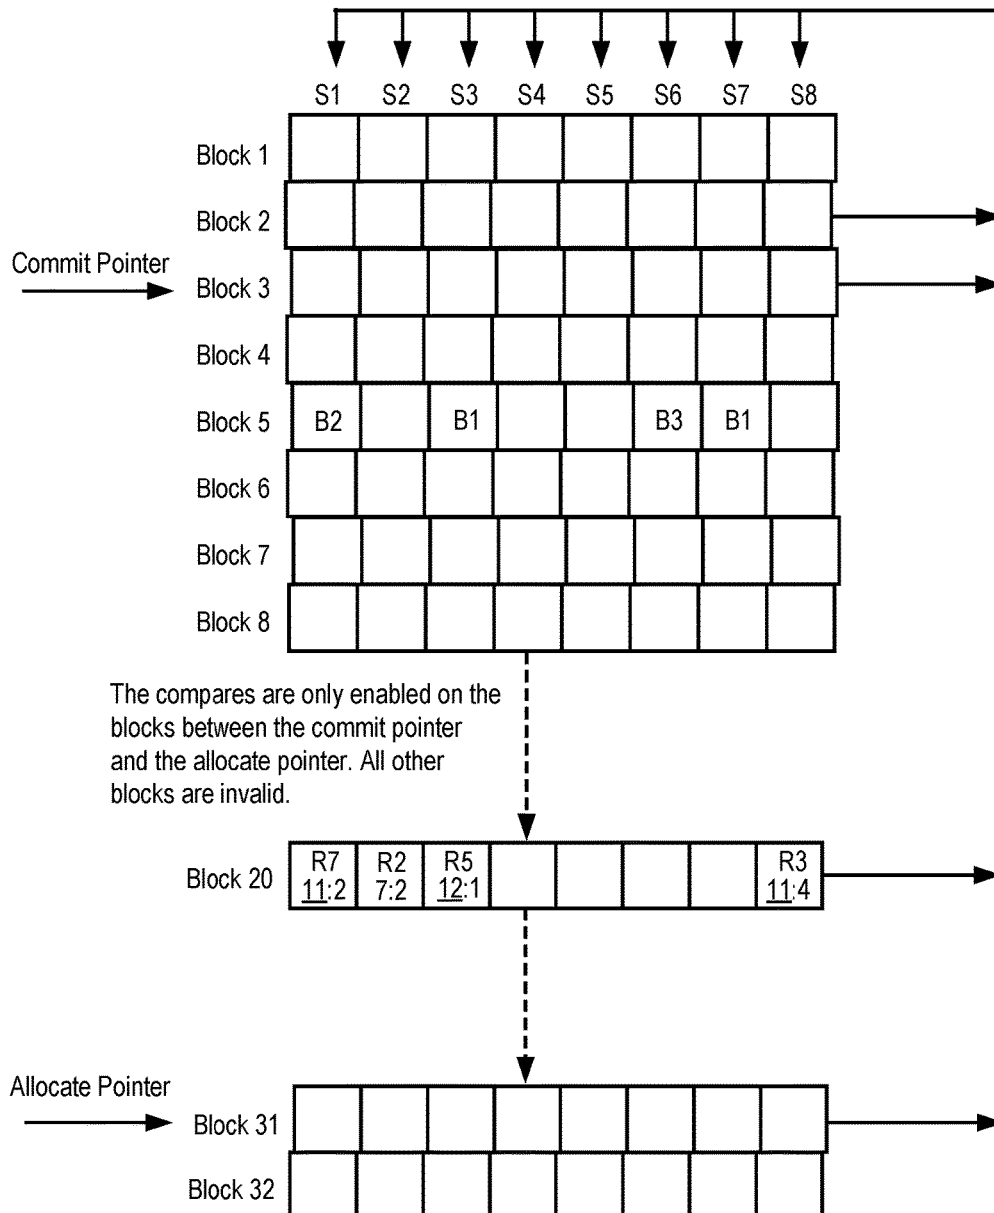 S1 S2 S3 S4 S5 S6 S7 S8
Block 1
Block 2
Commit Pointer
Block 3
Block 4
Block 5 B2 B1 B3 B1
Block 6
Block 7
Block 8
The compares are only enabled on the
blocks between the commit pointer
and the allocate pointer. All other
blocks are invalid.
Block 20 R7 R2 R5 R3
11:2 7:2 12:1 11:4
Allocate Pointer
Block 31
Block 32